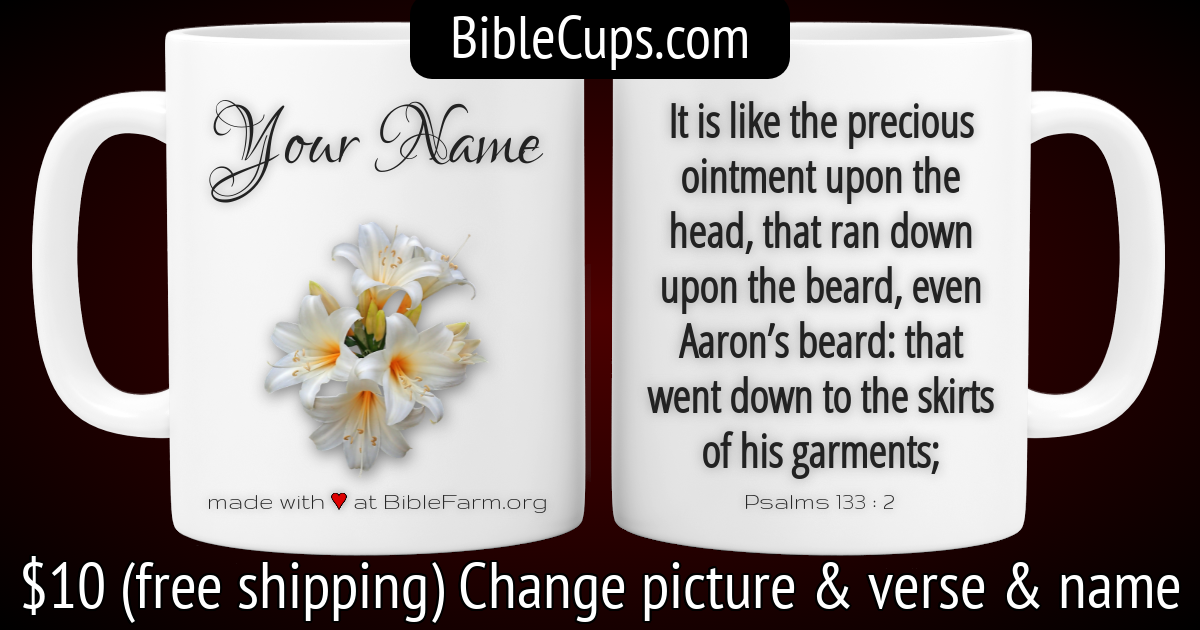 BibleCups.com
Your Name
made with ♥ at BibleFarm.org
It is like the precious
ointment upon the
head, that ran down
upon the beard, even
Aaron’s beard: that
went down to the skirts
of his garments;
Psalms 133 : 2
$10 (free shipping) Change picture & verse & name